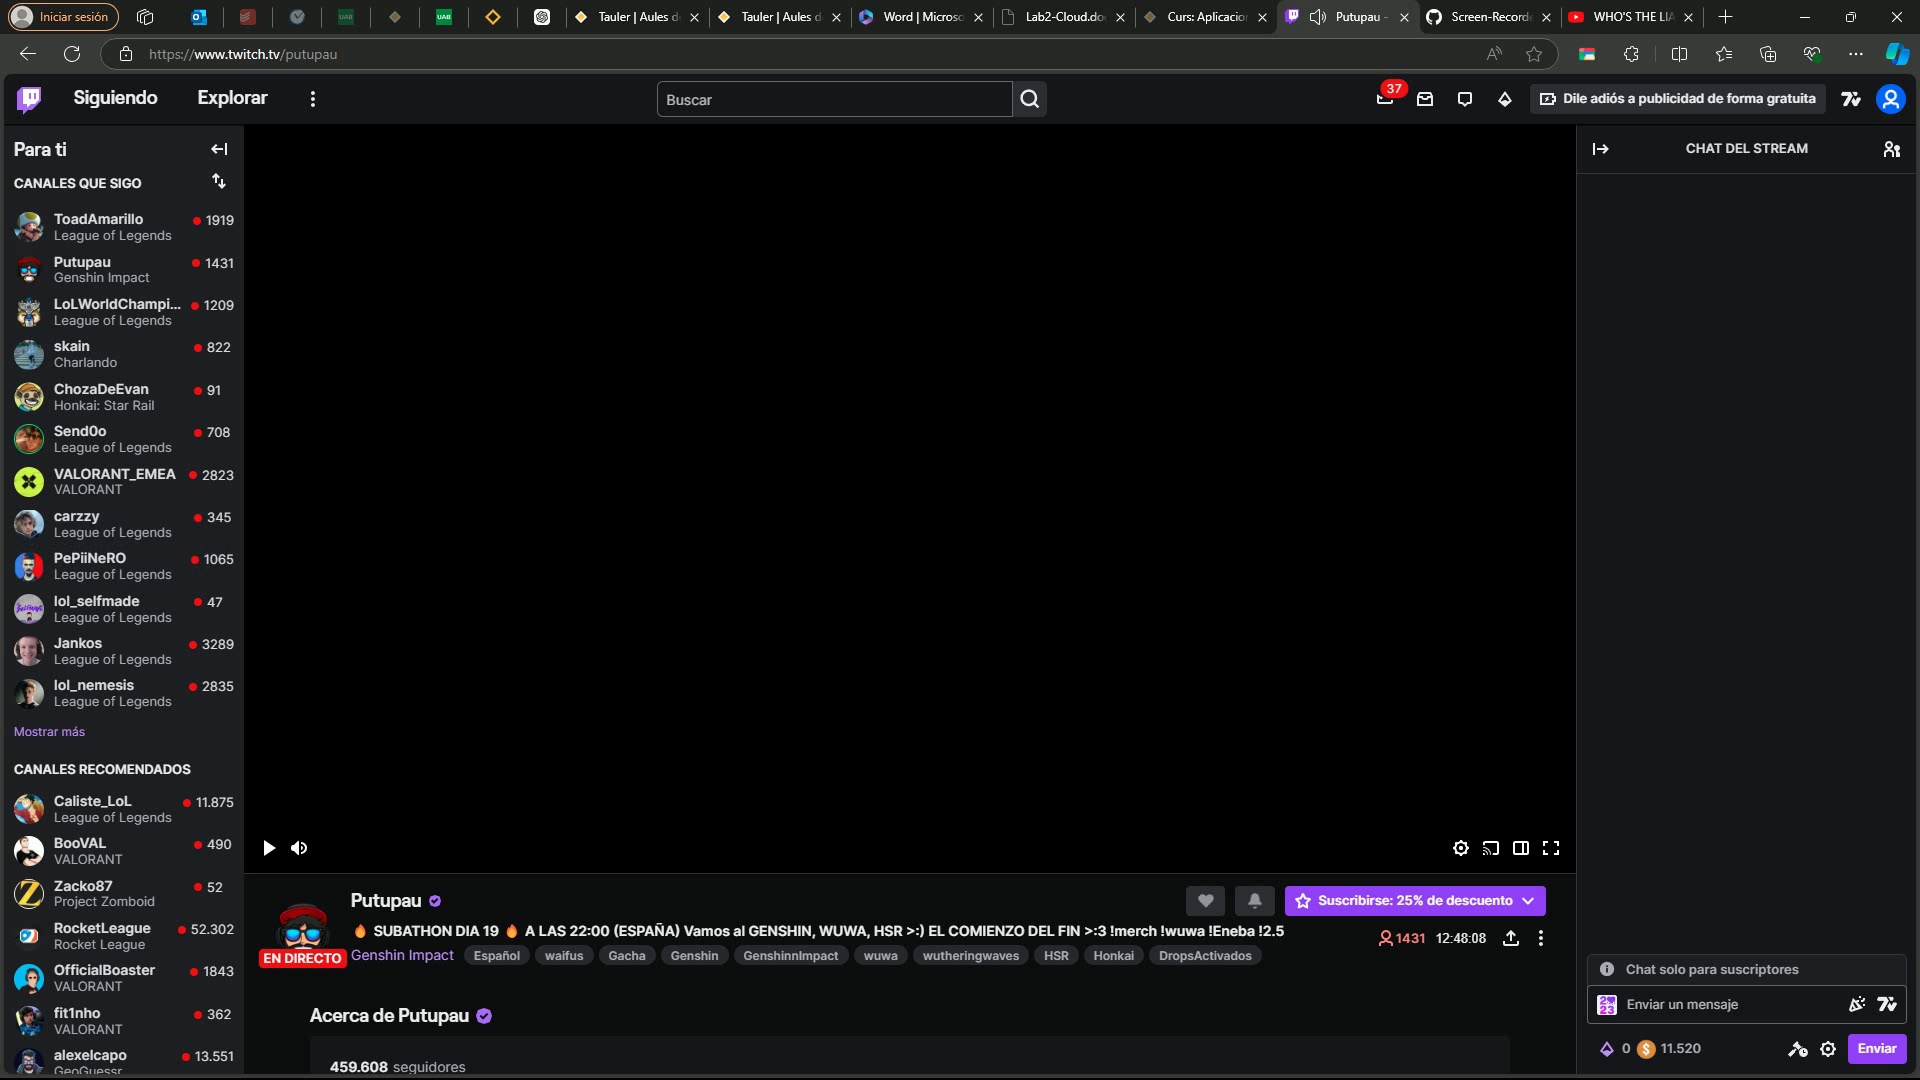 Iniciar sesión
UAB
UAB
Tauler | Aules d
Tauler | Aules d
Word | Microso
Lab2-Cloud.do
Curs: Aplicacio
Putupau -
Screen-Record
WHO'S THE LIA
https://www.twitch.tv/putupau
Siguiendo
Explorar
Buscar
37
Dile adiós a publicidad de forma gratuita
Para ti
CANALES QUE SIGO
ToadAmarillo
1919
League of Legends
Putupau
1431
Genshin Impact
LoLWorldChampi...
1209
League of Legends
skain
822
Charlando
ChozaDeEvan
91
Honkai: Star Rail
Send0o
708
League of Legends
VALORANT_EMEA
2823
VALORANT
carzzy
345
League of Legends
PePiiNeRO
1065
League of Legends
lol_selfmade
47
League of Legends
Jankos
3289
League of Legends
lol_nemesis
2835
League of Legends
Mostrar más
CANALES RECOMENDADOS
Caliste_LoL
11.875
League of Legends
BooVAL
490
VALORANT
Zacko87
52
Project Zomboid
RocketLeague
52.302
Rocket League
OfficialBoaster
1843
VALORANT
fit1nho
362
VALORANT
alexelcapo
13.551
GeoGuessr
Putupau
Suscribirse: 25% de descuento
🔥 SUBATHON DIA 19 🔥 A LAS 22:00 (ESPAÑA) Vamos al GENSHIN, WUWA, HSR >:) EL COMIENZO DEL FIN >:3 !merch !wuwa !Eneba !2.5
1431 12:48:08
EN DIRECTO
Genshin Impact
Español
waifus
Gacha
Genshin
GenshinnImpact
wuwa
wutheringwaves
HSR
Honkai
DropsActivados
Acerca de Putupau
459.608 seguidores
CHAT DEL STREAM
Chat solo para suscriptores
Enviar un mensaje
0
11.520
Enviar